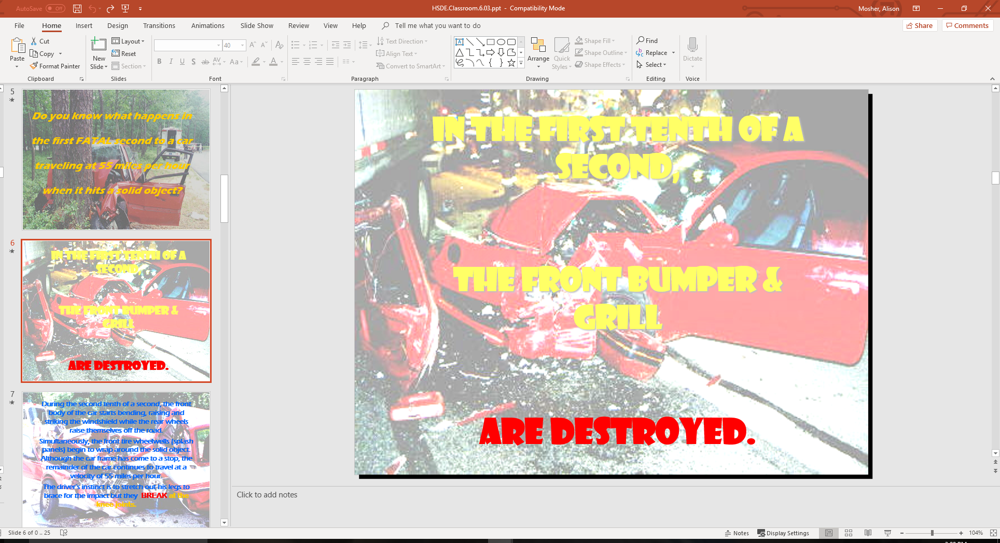 AutoSave Off
HSDE.Classroom.6.03.ppt - Compatibility Mode
Mosher, Alison
File Home Insert Design Transitions Animations Slide Show Review View Help Tell me what you want to do
Share Comments
Paste
Cut
Copy
Format Painter
Clipboard
New Slide
Layout
Reset
Section
Slides
40
B I U S ab AV Aa A
Font
Text Direction
Align Text
Convert to SmartArt
Paragraph
Arrange
Quick Styles
Shape Fill
Shape Outline
Shape Effects
Drawing
Find
Replace
Select
Editing
Dictate
Voice
5
Do you know what happens in
the first FATAL second to a car
traveling at 55 miles per hour
when it hits a solid object?
6
IN THE FIRST TENTH OF A
SECOND,
THE FRONT BUMPER &
GRILL
ARE DESTROYED.
7
During the second tenth of a second, the front
body of the car starts bending, raising and
striking the windshield while the rear wheels
raise themselves off the road.
Simultaneously, the front tire wheelwells (splash
panels) begin to wrap around the solid object.
Although the car frame has come to a stop, the
remainder of the car continues to travel at a
velocity of 55 miles per hour.
The driver's instinct is to stretch out his legs to
brace for the impact but they BREAK at the
knee joints.
IN THE FIRST TENTH OF A
SECOND,
THE FRONT BUMPER &
GRILL
ARE DESTROYED.
Click to add notes
Slide 6 of 0 .. 25
Notes Display Settings 104%